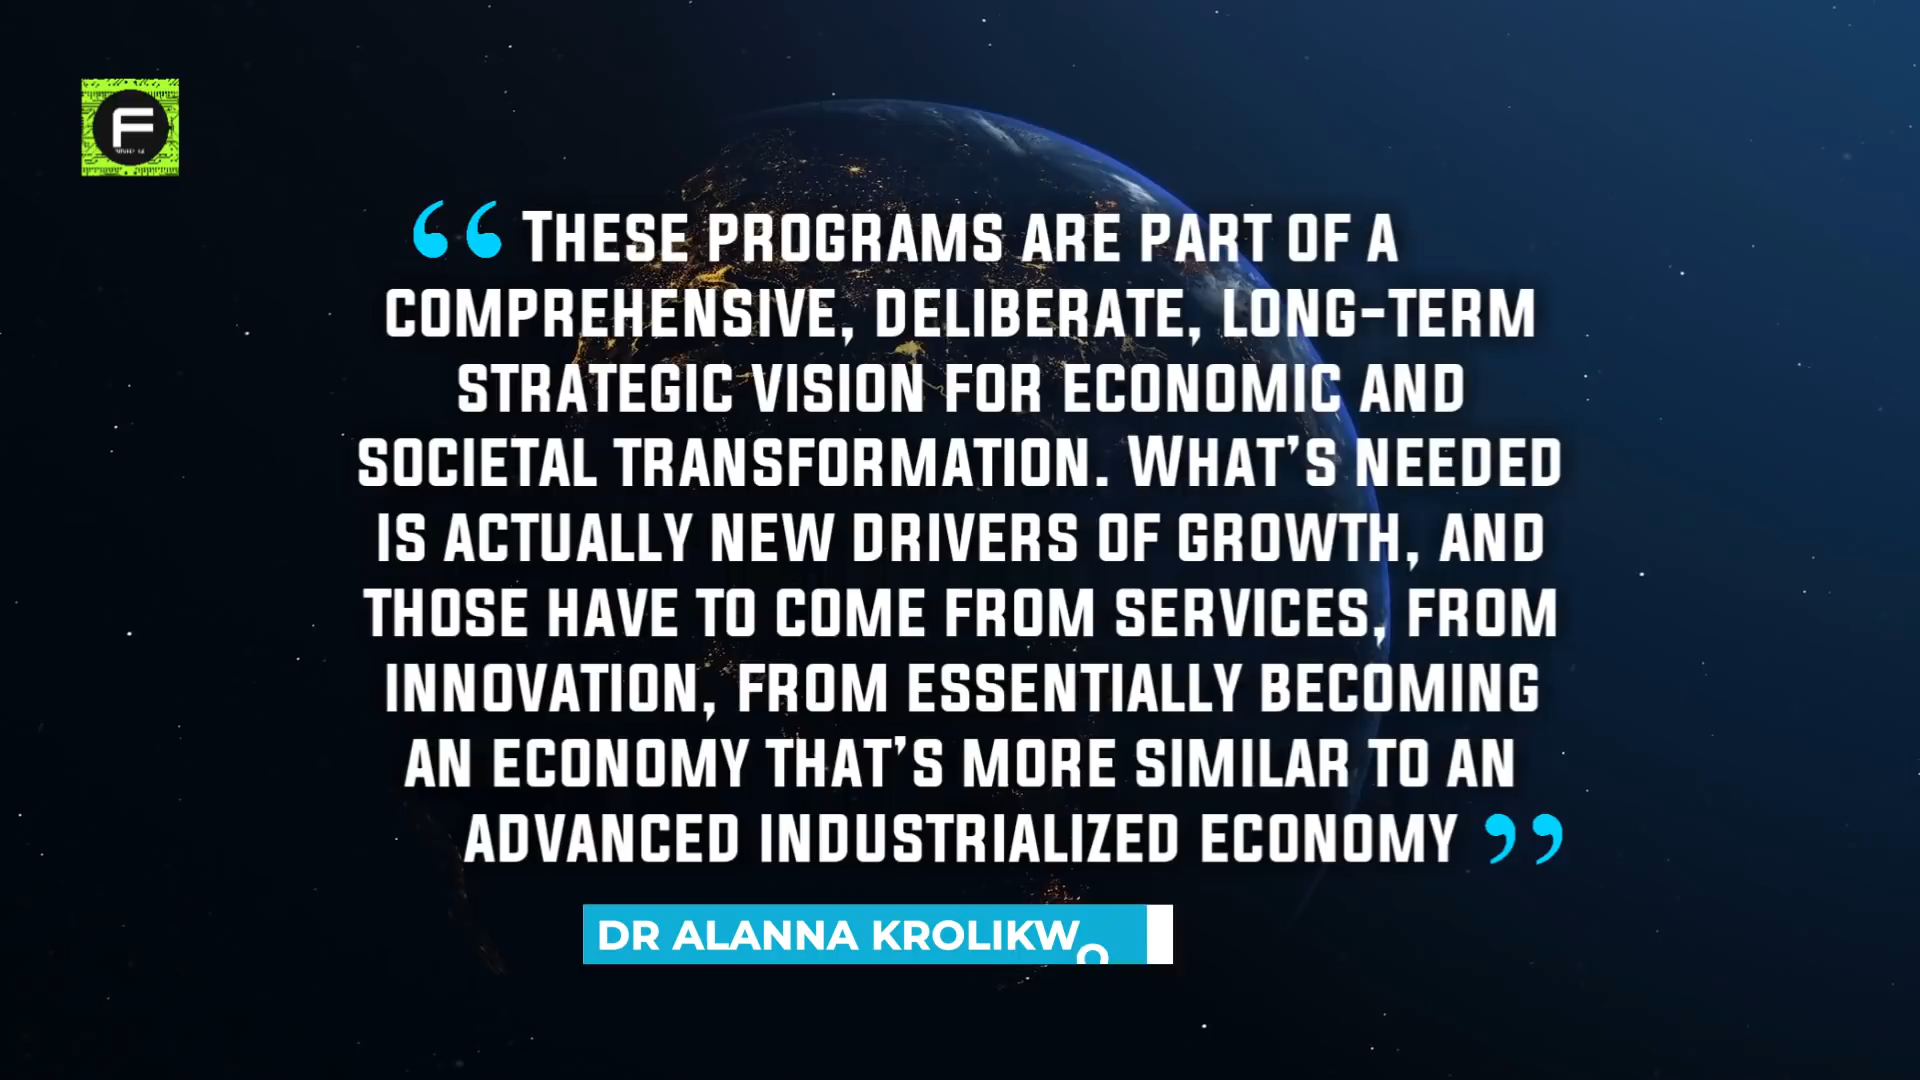 F
“ These programs are part of a
comprehensive, deliberate, long-term
strategic vision for economic and
societal transformation. What’s needed
is actually new drivers of growth, and
those have to come from services, from
innovation, from essentially becoming
an economy that’s more similar to an
advanced industrialized economy ”
DR ALANNA KROLIKWO